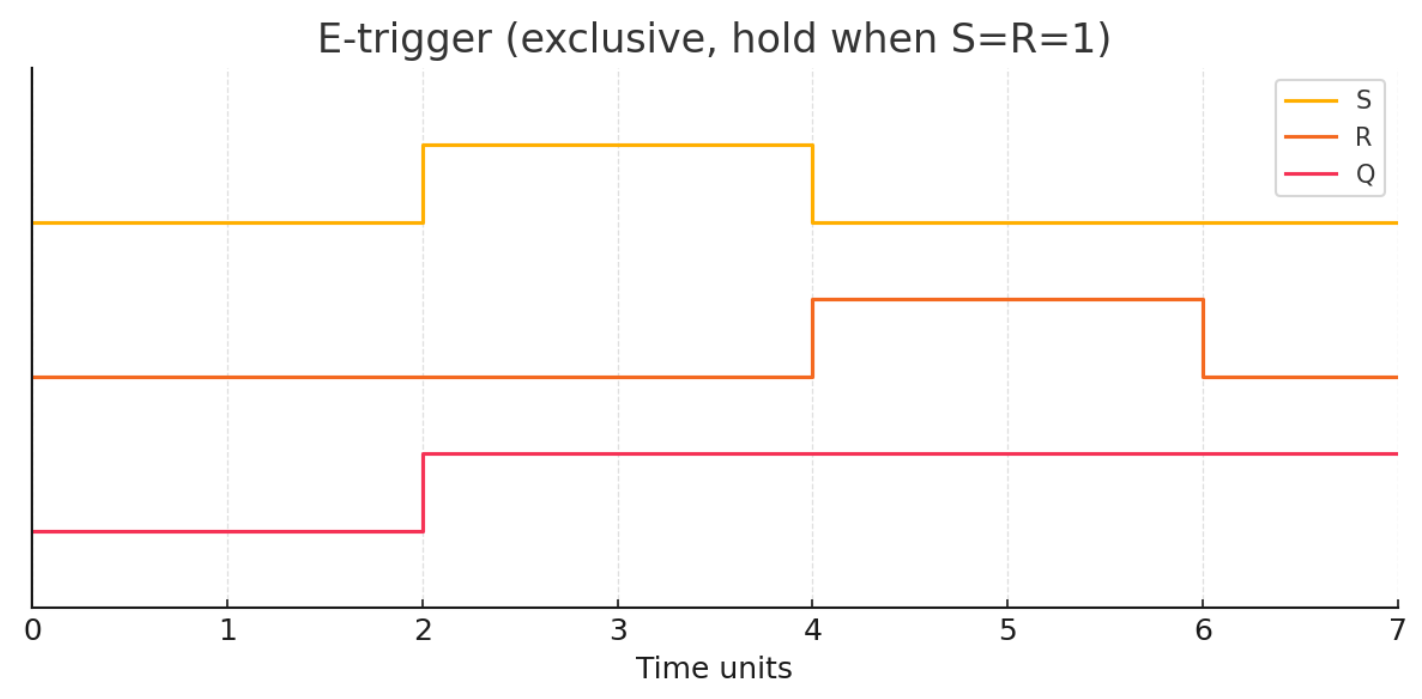 E-trigger (exclusive, hold when S=R=1)
S
R
Q
0 1 2 3 4 5 6 7
Time units